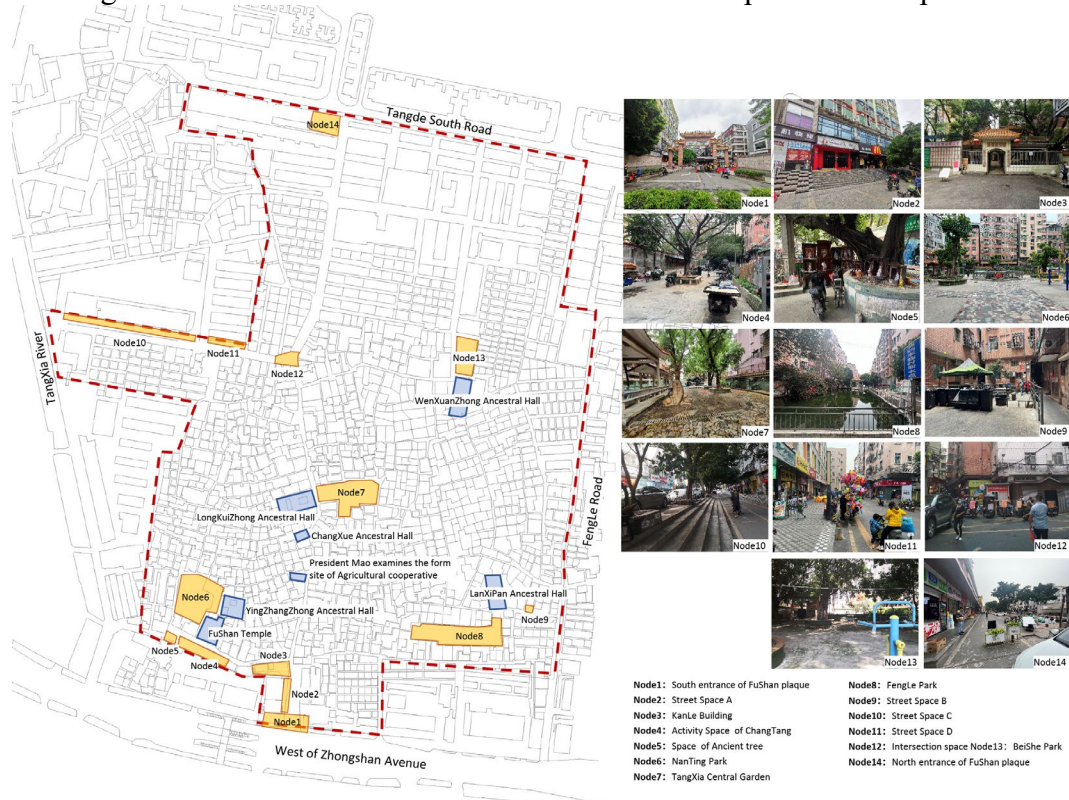 Tangde South Road
Node14
Node10
Node11
Node12
Node13
WenXuanZhong Ancestral Hall
TangXia River
FengLe Road
Node7
LongKuiZhong Ancestral Hall
ChangXue Ancestral Hall
President Mao examines the form
site of Agricultural cooperative
Node6
YingZhangZhong Ancestral Hall
FuShan Temple
LanXiPan Ancestral Hall
Node9
Node8
Node5
Node4
Node3
Node2
Node1
West of Zhongshan Avenue
Node1
Node2
Node3
Node4
Node5
Node6
Node7
Node8
Node9
Node10
Node11
Node12
Node13
Node14
Node1: South entrance of FuShan plaque
Node2: Street Space A
Node3: KanLe Building
Node4: Activity Space of ChangTang
Node5: Space of Ancient tree
Node6: NanTing Park
Node7: TangXia Central Garden
Node8: FengLe Park
Node9: Street Space B
Node10: Street Space C
Node11: Street Space D
Node12: Intersection space Node13: BeiShe Park
Node14: North entrance of FuShan plaque